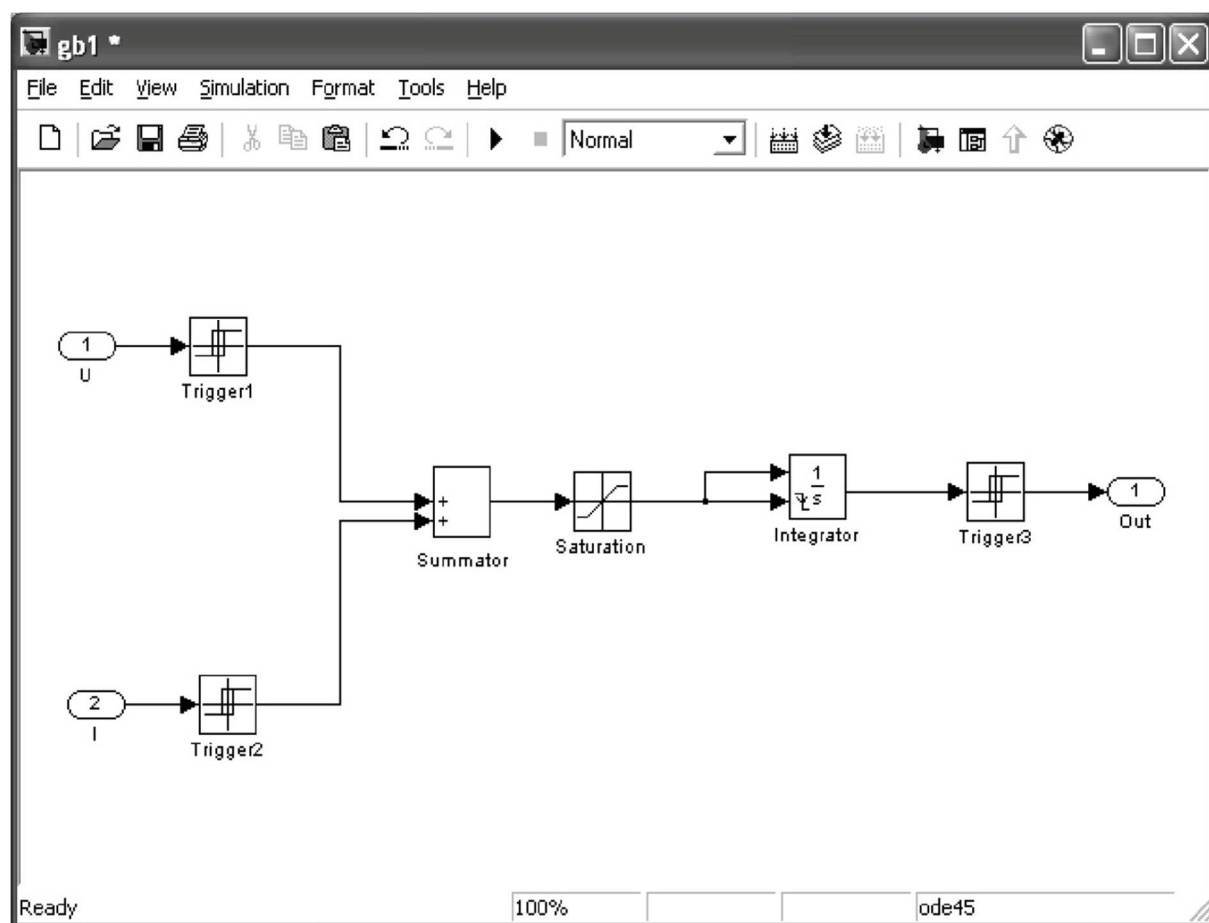 gb1 *
File Edit View Simulation Format Tools Help
Normal
1
U
Trigger1
+
+
Summator
Saturation
1
s
Integrator
Trigger3
1
Out
2
I
Trigger2
Ready 100% ode45